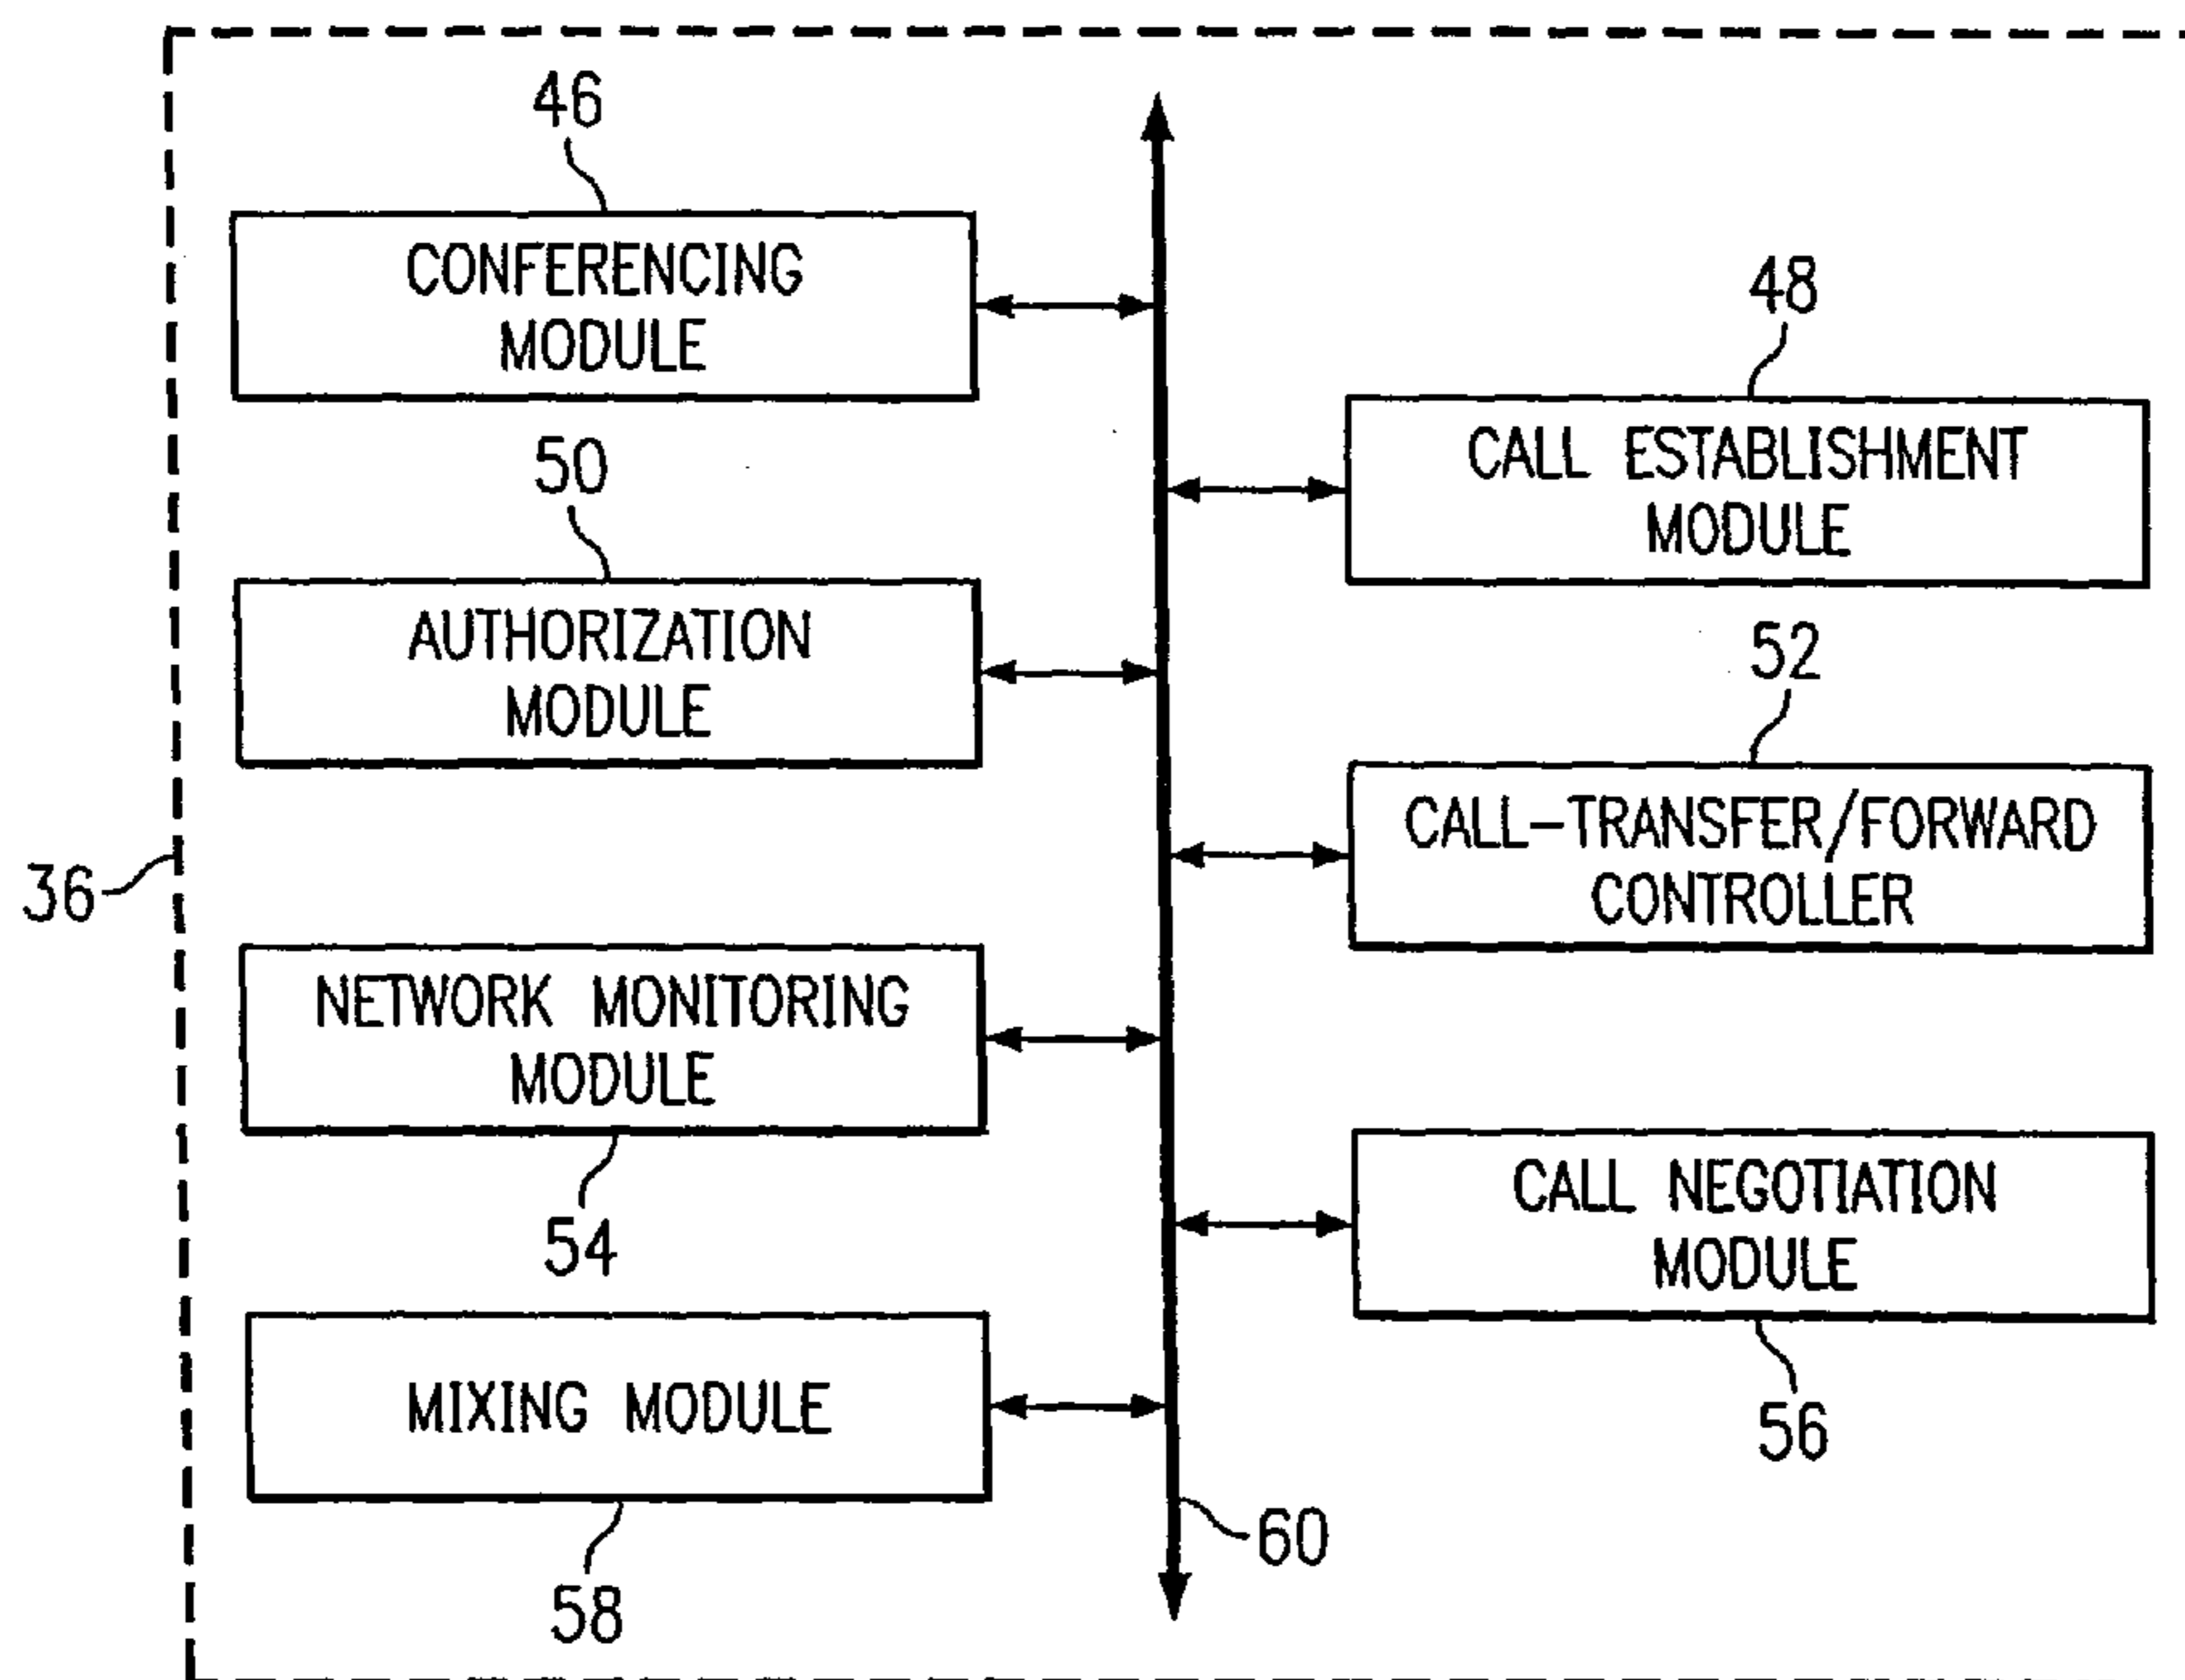 46
CONFERENCING
MODULE
48
CALL ESTABLISHMENT
MODULE
50
AUTHORIZATION
MODULE
52
CALL-TRANSFER/FORWARD
CONTROLLER
36
NETWORK MONITORING
MODULE
54
CALL NEGOTIATION
MODULE
56
MIXING MODULE
58
60